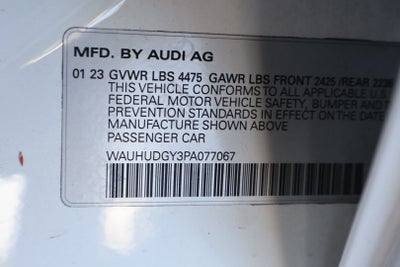 MFD. BY AUDI AG
01 23 GVWR LBS 4475 GAWR LBS FRONT 2425 /REAR 2236
THIS VEHICLE CONFORMS TO ALL APPLICABLE U.S.
FEDERAL MOTOR VEHICLE SAFETY, BUMPER AND T
PREVENTION STANDARDS IN EFFECT ON THE DAT
MANUFACTURE SHOWN ABOVE
PASSENGER CAR
WAUHUDGY3PA077067